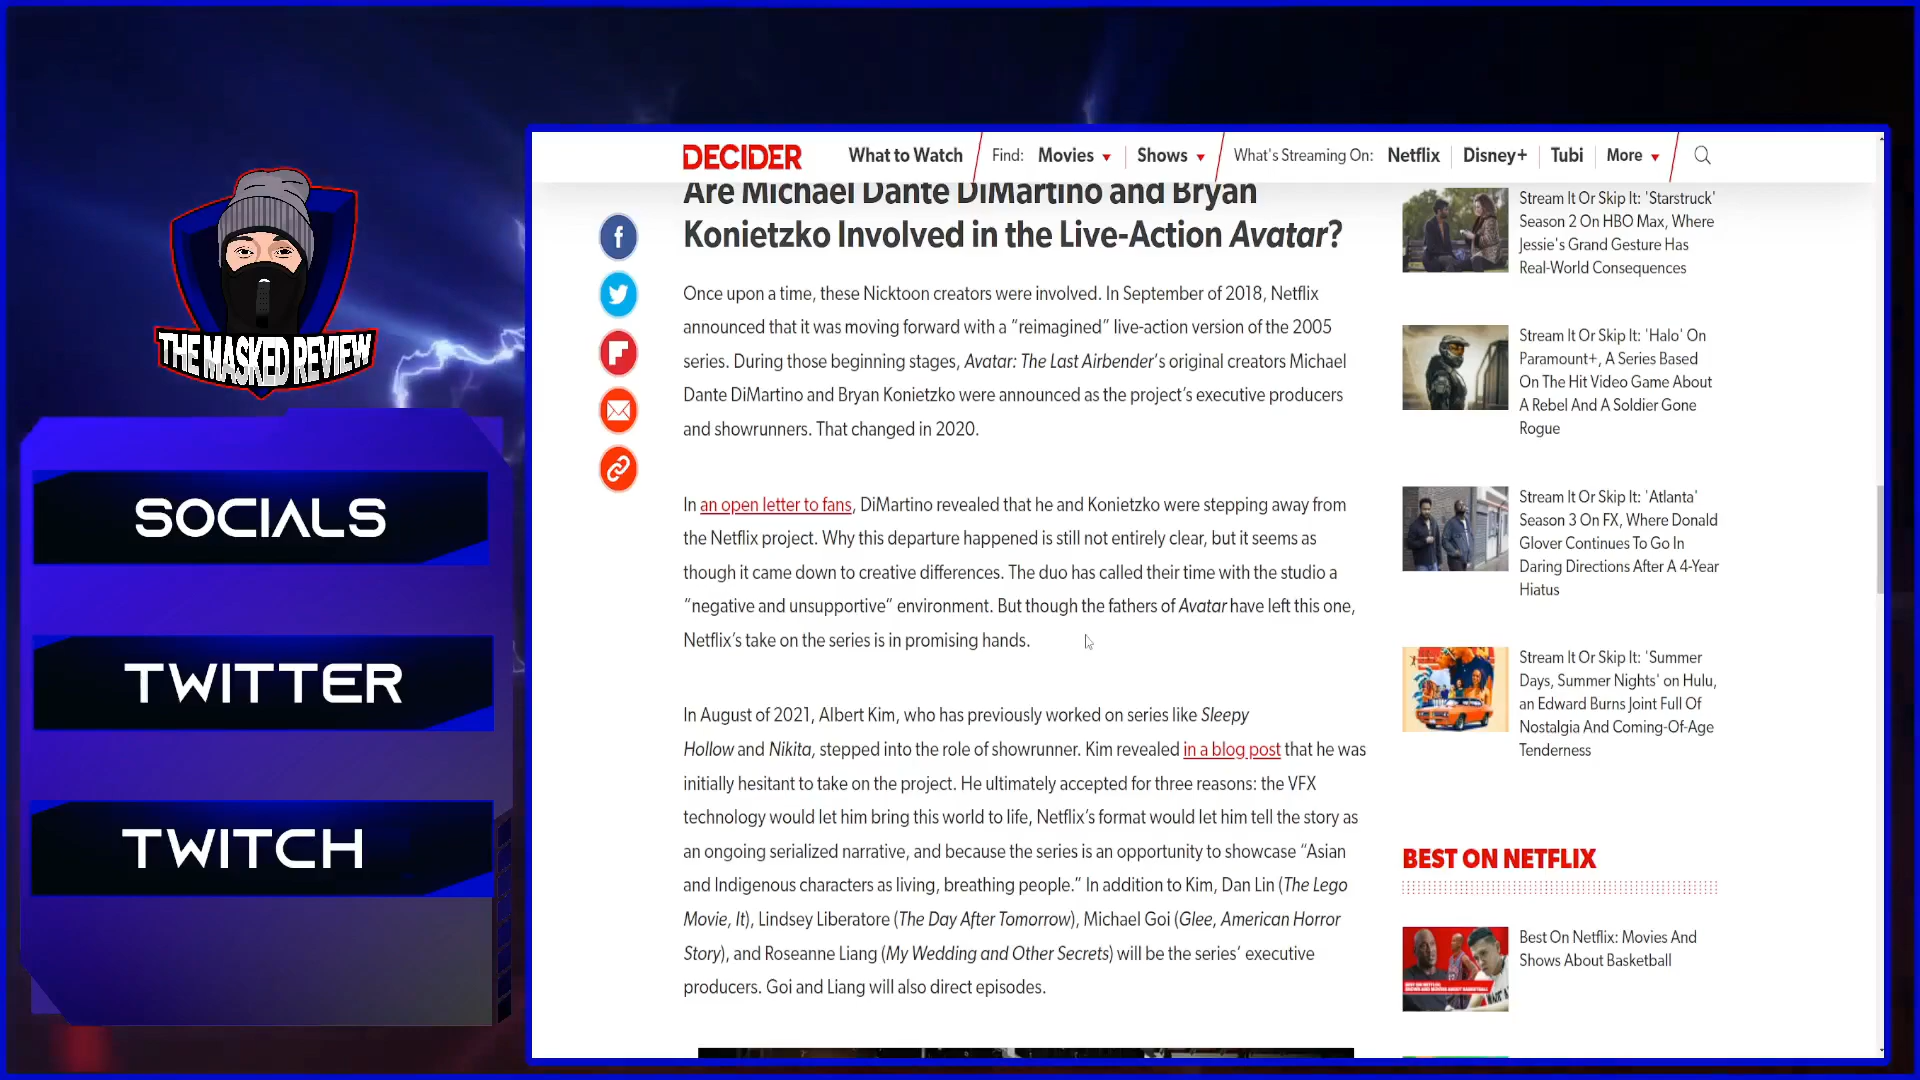 THE MASKED REVIEW
SOCIALS
TWITTER
TWITCH
DECIDER
What to Watch
Find:
Movies
Shows
What's Streaming On:
Netflix
Disney+
Tubi
More
Are Michael Dante DiMartino and Bryan
Konietzko Involved in the Live-Action Avatar?
Once upon a time, these Nicktoon creators were involved. In September of 2018, Netflix
announced that it was moving forward with a “reimagined” live-action version of the 2005
series. During those beginning stages, Avatar: The Last Airbender’s original creators Michael
Dante DiMartino and Bryan Konietzko were announced as the project’s executive producers
and showrunners. That changed in 2020.
In an open letter to fans, DiMartino revealed that he and Konietzko were stepping away from
the Netflix project. Why this departure happened is still not entirely clear, but it seems as
though it came down to creative differences. The duo has called their time with the studio a
“negative and unsupportive“ environment. But though the fathers of Avatar have left this one,
Netflix’s take on the series is in promising hands.
In August of 2021, Albert Kim, who has previously worked on series like Sleepy
Hollow and Nikita, stepped into the role of showrunner. Kim revealed in a blog post that he was
initially hesitant to take on the project. He ultimately accepted for three reasons: the VFX
technology would let him bring this world to life, Netflix’s format would let him tell the story as
an ongoing serialized narrative, and because the series is an opportunity to showcase “Asian
and Indigenous characters as living, breathing people.” In addition to Kim, Dan Lin (The Lego
Movie, It), Lindsey Liberatore (The Day After Tomorrow), Michael Goi (Glee, American Horror
Story), and Roseanne Liang (My Wedding and Other Secrets) will be the series’ executive
producers. Goi and Liang will also direct episodes.
Stream It Or Skip It: 'Starstruck'
Season 2 On HBO Max, Where
Jessie's Grand Gesture Has
Real-World Consequences
Stream It Or Skip It: 'Halo' On
Paramount+, A Series Based
On The Hit Video Game About
A Rebel And A Soldier Gone
Rogue
Stream It Or Skip It: 'Atlanta'
Season 3 On FX, Where Donald
Glover Continues To Go In
Daring Directions After A 4-Year
Hiatus
Stream It Or Skip It: 'Summer
Days, Summer Nights' on Hulu,
an Edward Burns Joint Full Of
Nostalgia And Coming-Of-Age
Tenderness
BEST ON NETFLIX
Best On Netflix: Movies And
Shows About Basketball